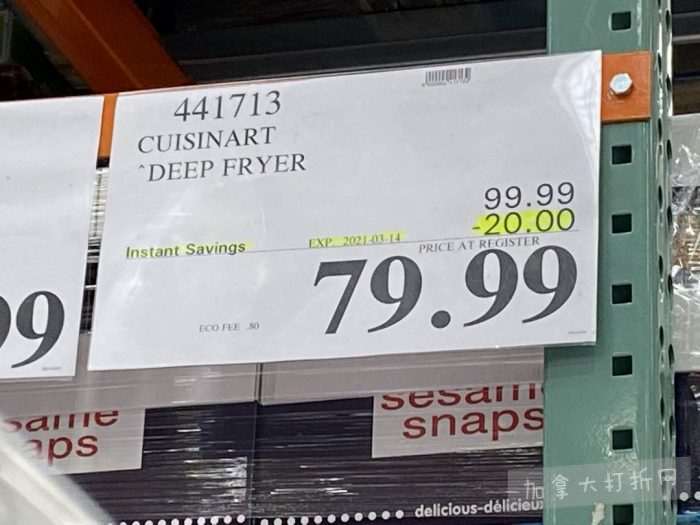 441713
CUISINART
^DEEP FRYER
99.99
-20.00
Instant Savings
EXP. 2021-03-14
PRICE AT REGISTER
79.99
ECO FEE .80
99
sesame
snaps
sesame
snaps
delicious-délicieux
加拿大打折网